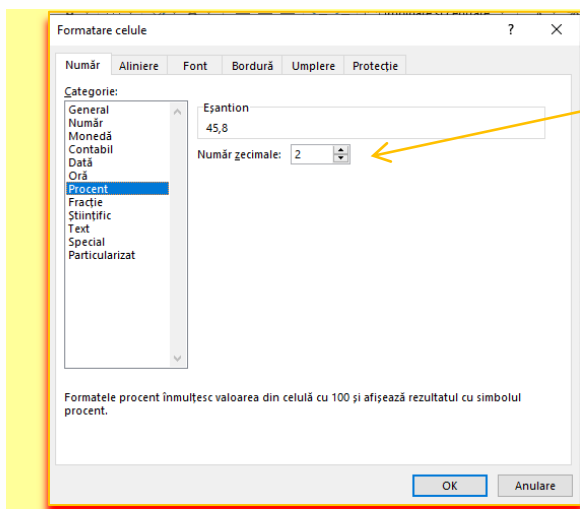 Formatare celule
?
Număr Aliniere Font Bordură Umplere Protecție
Categorie:
General
Număr
Monedă
Contabil
Dată
Oră
Procent
Fracție
Științific
Text
Special
Particularizat
Eșantion
45,8
Număr zecimale: 2
Formatele procent înmulțesc valoarea din celulă cu 100 și afișează rezultatul cu simbolul
procent.
OK Anulare